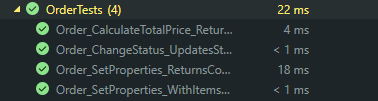 OrderTests (4) 22 ms
Order_CalculateTotalPrice_Retur... 4 ms
Order_ChangeStatus_UpdatesSt... < 1 ms
Order_SetProperties_ReturnsCo... 18 ms
Order_SetProperties_WithItems... < 1 ms